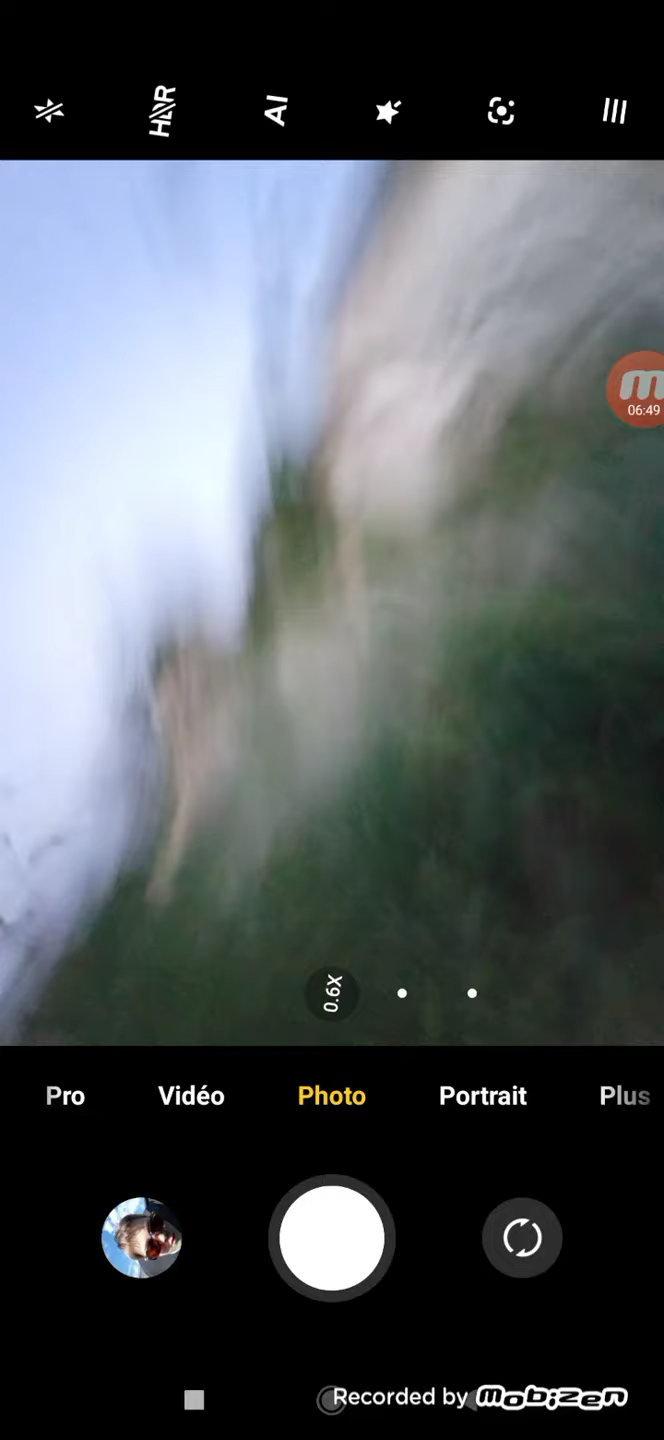 HDR
AI
m
06:49
0.6X
Pro Vidéo Photo Portrait Plus
Recorded by mobizen